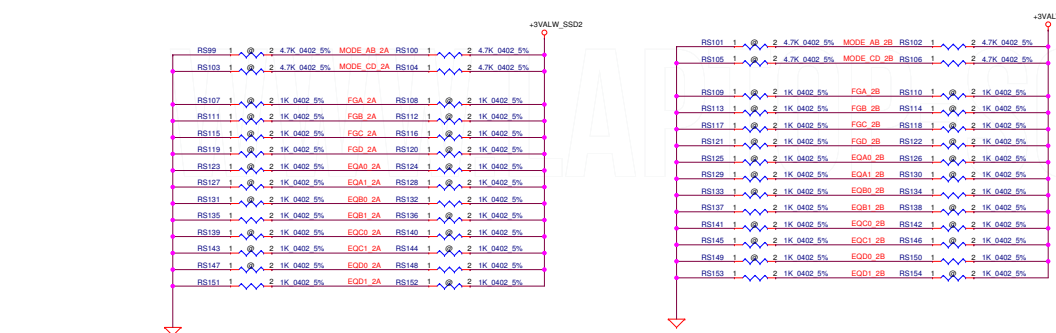 +3VALW_SSD2
RS99 1 @ 2 4.7K_0402_5% MODE_AB_2A RS100 1 2 4.7K_0402_5%
RS103 1 @ 2 4.7K_0402_5% MODE_CD_2A RS104 1 2 4.7K_0402_5%
RS107 1 @ 2 1K_0402_5% FGA_2A RS108 1 @ 2 1K_0402_5%
RS111 1 @ 2 1K_0402_5% FGB_2A RS112 1 @ 2 1K_0402_5%
RS115 1 @ 2 1K_0402_5% FGC_2A RS116 1 @ 2 1K_0402_5%
RS119 1 @ 2 1K_0402_5% FGD_2A RS120 1 @ 2 1K_0402_5%
RS123 1 @ 2 1K_0402_5% EQA0_2A RS124 1 @ 2 1K_0402_5%
RS127 1 @ 2 1K_0402_5% EQA1_2A RS128 1 @ 2 1K_0402_5%
RS131 1 @ 2 1K_0402_5% EQB0_2A RS132 1 2 1K_0402_5%
RS135 1 2 1K_0402_5% EQB1_2A RS136 1 @ 2 1K_0402_5%
RS139 1 @ 2 1K_0402_5% EQC0_2A RS140 1 @ 2 1K_0402_5%
RS143 1 @ 2 1K_0402_5% EQC1_2A RS144 1 @ 2 1K_0402_5%
RS147 1 @ 2 1K_0402_5% EQD0_2A RS148 1 2 1K_0402_5%
RS151 1 2 1K_0402_5% EQD1_2A RS152 1 @ 2 1K_0402_5%
+3VAL
RS101 1 @ 2 4.7K_0402_5% MODE_AB_2B RS102 1 2 4.7K_0402_5%
RS105 1 @ 2 4.7K_0402_5% MODE_CD_2B RS106 1 2 4.7K_0402_5%
RS109 1 @ 2 1K_0402_5% FGA_2B RS110 1 @ 2 1K_0402_5%
RS113 1 @ 2 1K_0402_5% FGB_2B RS114 1 @ 2 1K_0402_5%
RS117 1 @ 2 1K_0402_5% FGC_2B RS118 1 @ 2 1K_0402_5%
RS121 1 @ 2 1K_0402_5% FGD_2B RS122 1 @ 2 1K_0402_5%
RS125 1 @ 2 1K_0402_5% EQA0_2B RS126 1 @ 2 1K_0402_5%
RS129 1 @ 2 1K_0402_5% EQA1_2B RS130 1 @ 2 1K_0402_5%
RS133 1 @ 2 1K_0402_5% EQB0_2B RS134 1 2 1K_0402_5%
RS137 1 2 1K_0402_5% EQB1_2B RS138 1 @ 2 1K_0402_5%
RS141 1 @ 2 1K_0402_5% EQC0_2B RS142 1 @ 2 1K_0402_5%
RS145 1 @ 2 1K_0402_5% EQC1_2B RS146 1 @ 2 1K_0402_5%
RS149 1 @ 2 1K_0402_5% EQD0_2B RS150 1 2 1K_0402_5%
RS153 1 2 1K_0402_5% EQD1_2B RS154 1 @ 2 1K_0402_5%